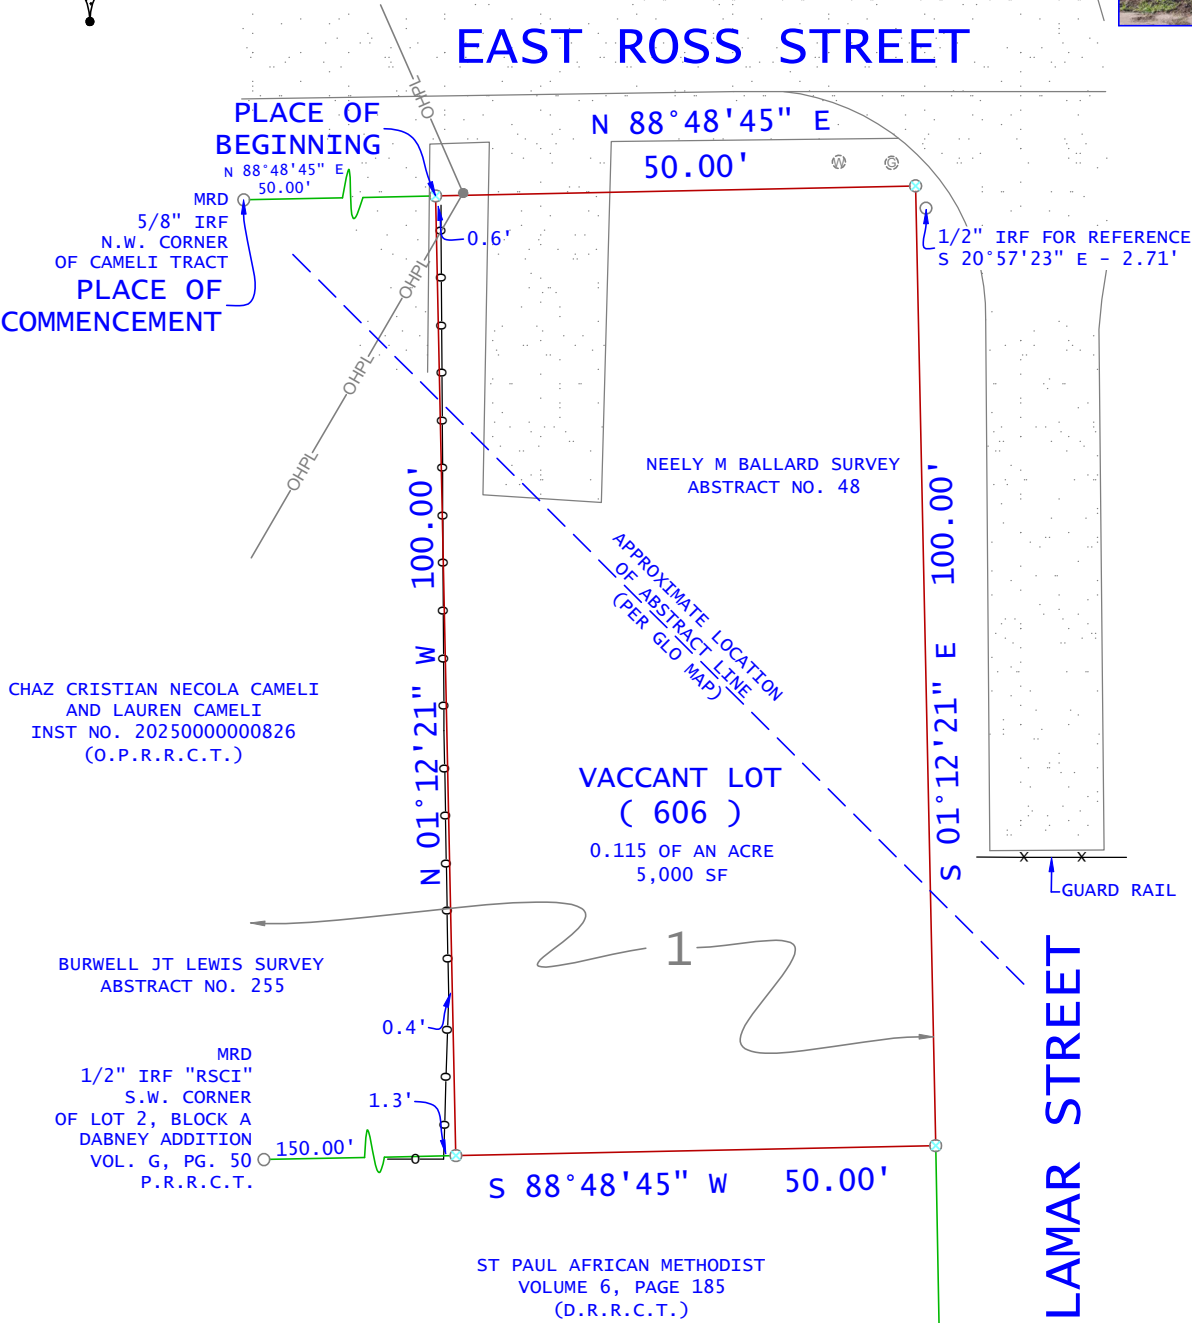 EAST ROSS STREET
OHPL
PLACE OF
BEGINNING
N 88°48'45" E
50.00'
N 88°48'45" E
50.00'
W
G
MRD
5/8" IRF
N.W. CORNER
OF CAMELI TRACT
PLACE OF
COMMENCEMENT
0.6'
1/2" IRF FOR REFERENCE
S 20°57'23" E - 2.71'
OHPL
OHPL
OHPL
NEELY M BALLARD SURVEY
ABSTRACT NO. 48
N 01°12'21" W 100.00'
S 01°12'21" E 100.00'
APPROXIMATE LOCATION
OF ABSTRACT LINE
(PER GLO MAP)
CHAZ CRISTIAN NECOLA CAMELI
AND LAUREN CAMELI
INST NO. 20250000000826
(O.P.R.R.C.T.)
VACCANT LOT
( 606 )
0.115 OF AN ACRE
5,000 SF
X X
GUARD RAIL
1
BURWELL JT LEWIS SURVEY
ABSTRACT NO. 255
0.4'
MRD
1/2" IRF "RSCI"
S.W. CORNER
OF LOT 2, BLOCK A
DABNEY ADDITION
VOL. G, PG. 50
P.R.R.C.T.
1.3'
150.00'
S 88°48'45" W 50.00'
LAMAR STREET
ST PAUL AFRICAN METHODIST
VOLUME 6, PAGE 185
(D.R.R.C.T.)